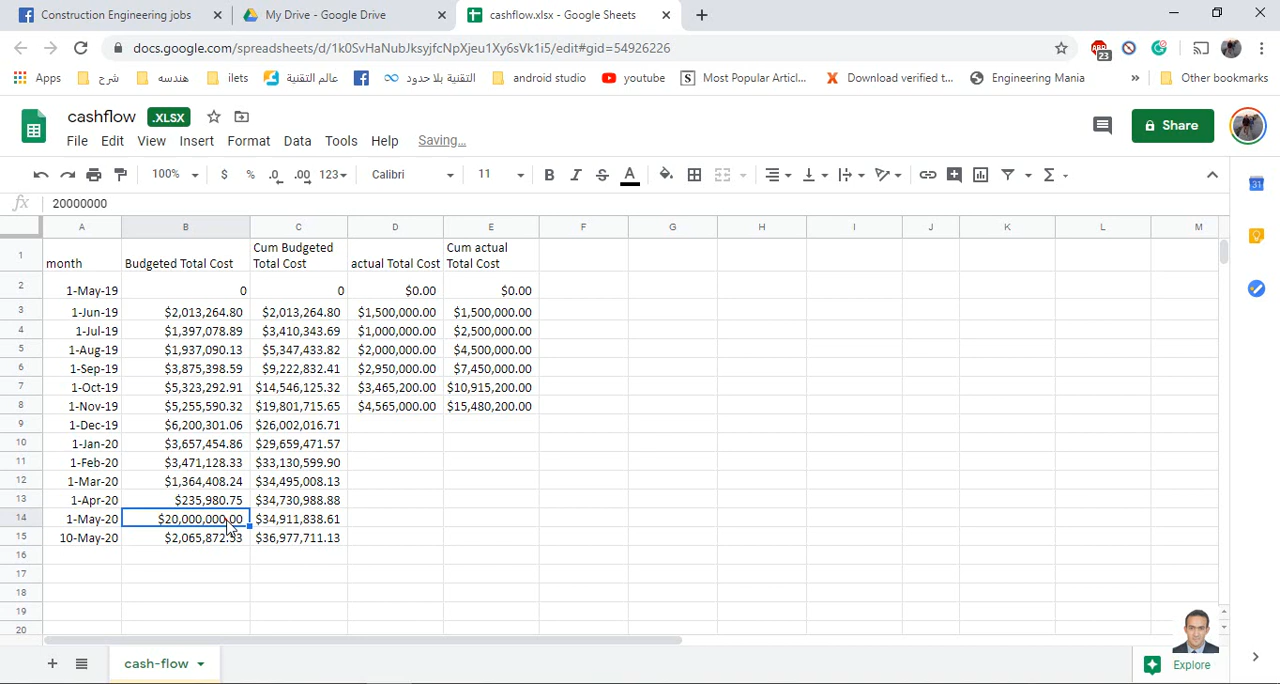 Construction Engineering jobs
My Drive - Google Drive
cashflow.xlsx - Google Sheets
docs.google.com/spreadsheets/d/1k0SvHaNubJksyjfcNpXjeu1Xy6sVk1i5/edit#gid=54926226
23
Apps شرح هندسه ilets عالم التقنية التقنية بلا حدود android studio youtube S Most Popular Articl... Download verified t... Engineering Mania » Other bookmarks
cashflow .XLSX
Share
File Edit View Insert Format Data Tools Help Saving...
100% $ % .0 .00 123 Calibri 11 B I S A
31
fx 20000000
A B C D E F G H I J K L M
1 month Budgeted Total Cost Cum Budgeted Total Cost actual Total Cost Cum actual Total Cost
2 1-May-19 0 0 $0.00 $0.00
3 1-Jun-19 $2,013,264.80 $2,013,264.80 $1,500,000.00 $1,500,000.00
4 1-Jul-19 $1,397,078.89 $3,410,343.69 $1,000,000.00 $2,500,000.00
5 1-Aug-19 $1,937,090.13 $5,347,433.82 $2,000,000.00 $4,500,000.00
6 1-Sep-19 $3,875,398.59 $9,222,832.41 $2,950,000.00 $7,450,000.00
7 1-Oct-19 $5,323,292.91 $14,546,125.32 $3,465,200.00 $10,915,200.00
8 1-Nov-19 $5,255,590.32 $19,801,715.65 $4,565,000.00 $15,480,200.00
9 1-Dec-19 $6,200,301.06 $26,002,016.71
10 1-Jan-20 $3,657,454.86 $29,659,471.57
11 1-Feb-20 $3,471,128.33 $33,130,599.90
12 1-Mar-20 $1,364,408.24 $34,495,008.13
13 1-Apr-20 $235,980.75 $34,730,988.88
14 1-May-20 $20,000,000.00 $34,911,838.61
15 10-May-20 $2,065,872.53 $36,977,711.13
16
17
18
19
20
cash-flow
Explore